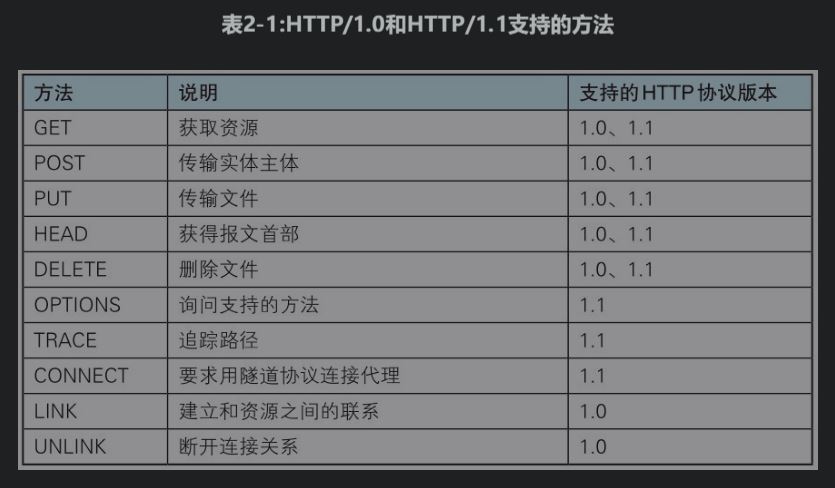 表2-1:HTTP/1.0和HTTP/1.1支持的方法
方法 说明 支持的HTTP协议版本
GET 获取资源 1.0、1.1
POST 传输实体主体 1.0、1.1
PUT 传输文件 1.0、1.1
HEAD 获得报文首部 1.0、1.1
DELETE 删除文件 1.0、1.1
OPTIONS 询问支持的方法 1.1
TRACE 追踪路径 1.1
CONNECT 要求用隧道协议连接代理 1.1
LINK 建立和资源之间的联系 1.0
UNLINK 断开连接关系 1.0